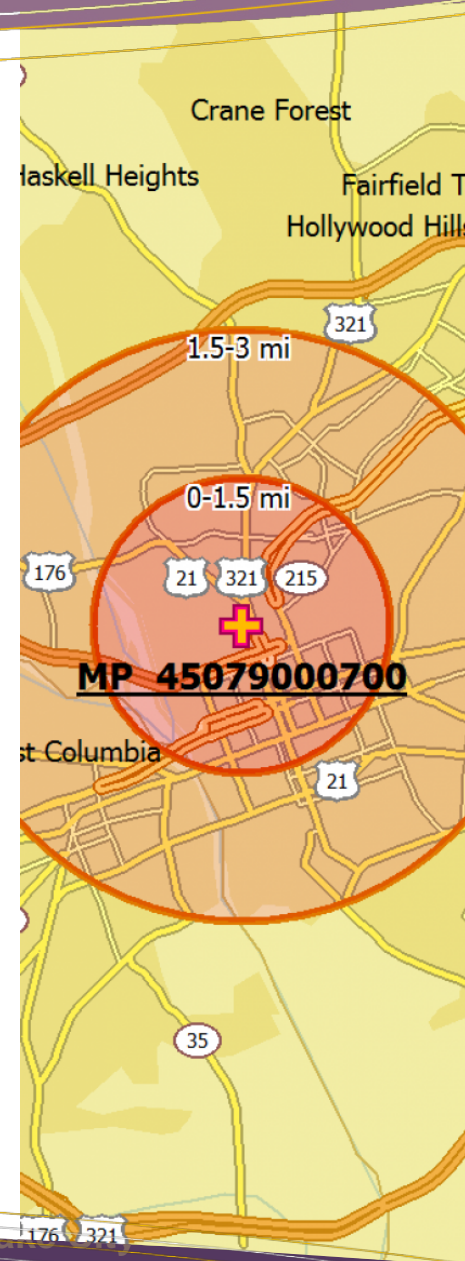 Crane Forest
Haskell Heights
Fairfield T
Hollywood Hills
321
1.5-3 mi
0-1.5 mi
176
21
321
215
MP 45079000700
st Columbia
21
35
176
321